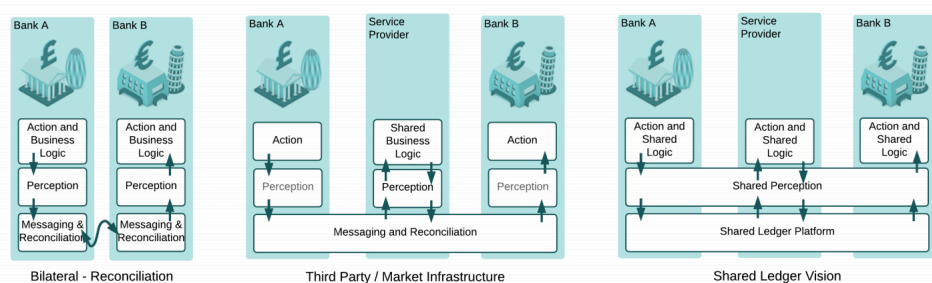 Bank A
Bank B
£
€
Action and
Business
Logic
Action and
Business
Logic
Perception
Perception
Messaging &
Reconciliation
Messaging &
Reconciliation
Bilateral - Reconciliation
Bank A
Service
Provider
Bank B
£
€
Action
Shared
Business
Logic
Action
Perception
Perception
Perception
Messaging and Reconciliation
Third Party / Market Infrastructure
Bank A
Service
Provider
Bank B
£
€
Action and
Shared
Logic
Action and
Shared
Logic
Action and
Shared
Logic
Shared Perception
Shared Ledger Platform
Shared Ledger Vision